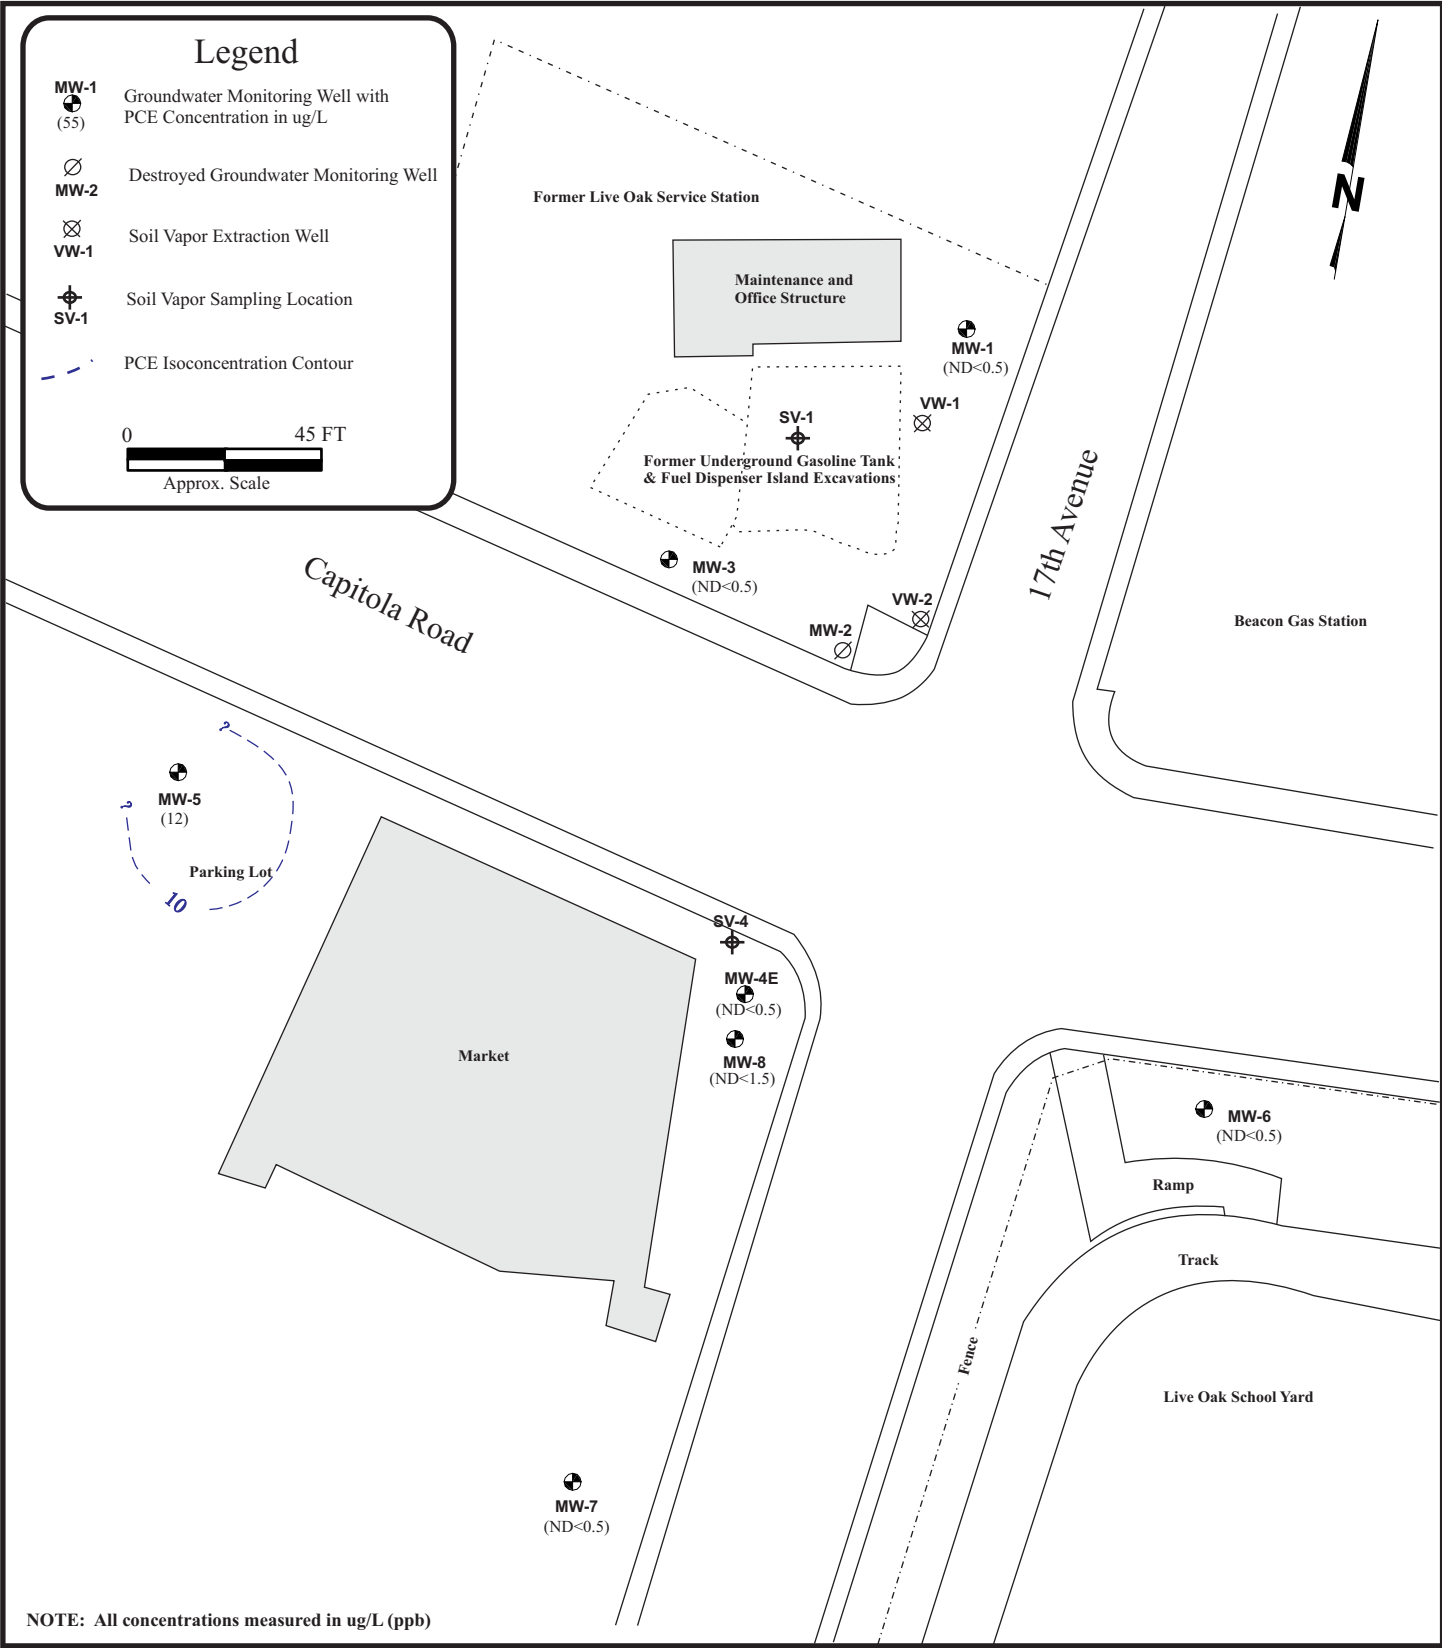 Legend
MW-1
(55)
Groundwater Monitoring Well with
PCE Concentration in ug/L
MW-2
Destroyed Groundwater Monitoring Well
VW-1
Soil Vapor Extraction Well
SV-1
Soil Vapor Sampling Location
PCE Isoconcentration Contour
0 45 FT
Approx. Scale
N
Former Live Oak Service Station
Maintenance and
Office Structure
MW-1
(ND<0.5)
VW-1
SV-1
Former Underground Gasoline Tank
& Fuel Dispenser Island Excavations
17th Avenue
MW-3
(ND<0.5)
Capitola Road
VW-2
MW-2
Beacon Gas Station
?
MW-5
(12)
?
Parking Lot
10
SV-4
MW-4E
(ND<0.5)
Market
MW-8
(ND<1.5)
MW-6
(ND<0.5)
Ramp
Track
Fence
Live Oak School Yard
MW-7
(ND<0.5)
NOTE: All concentrations measured in ug/L (ppb)